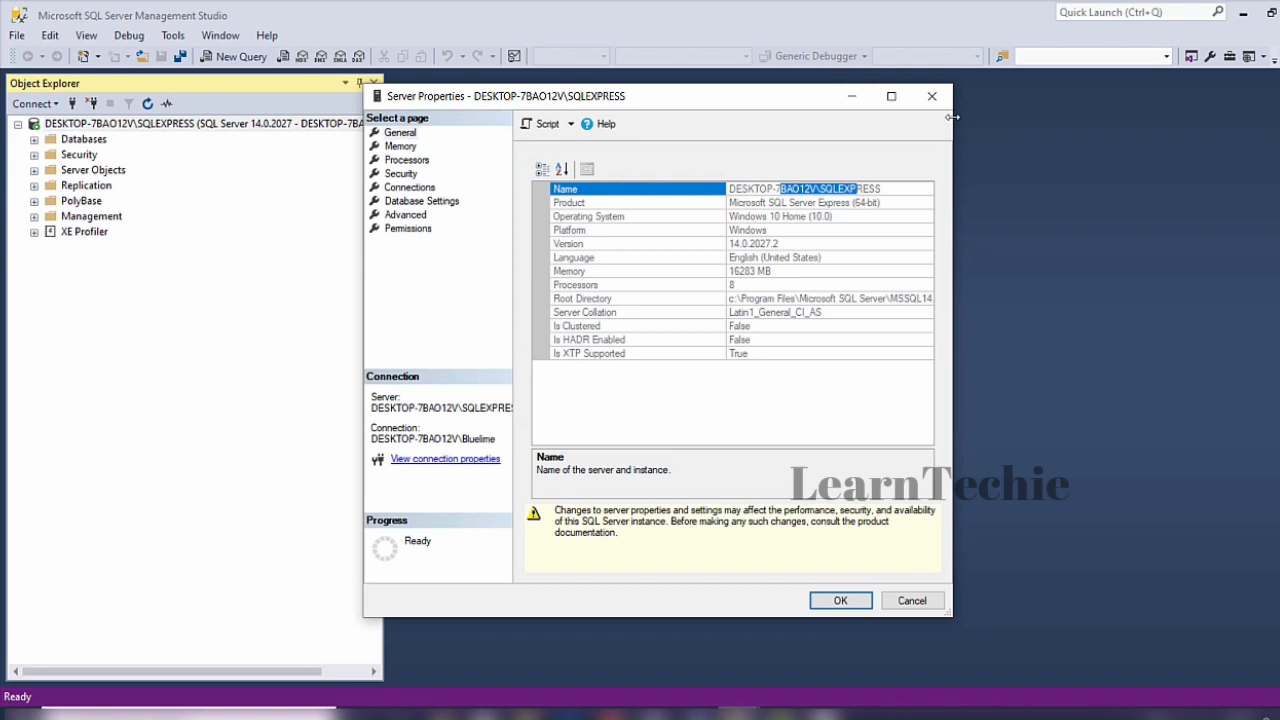 Microsoft SQL Server Management Studio
Quick Launch (Ctrl+Q)
File Edit View Debug Tools Window Help
New Query
Generic Debugger
Object Explorer
Connect
DESKTOP-7BAO12V\SQLEXPRESS (SQL Server 14.0.2027 - DESKTOP-7BA
Databases
Security
Server Objects
Replication
PolyBase
Management
XE Profiler
Server Properties - DESKTOP-7BAO12V\SQLEXPRESS
Select a page
General
Memory
Processors
Security
Connections
Database Settings
Advanced
Permissions
Connection
Server:
DESKTOP-7BAO12V\SQLEXPRES
Connection:
DESKTOP-7BAO12V\Bluelime
View connection properties
Progress
Ready
Script Help
Name DESKTOP-7BAO12V\SQLEXPRESS
Product Microsoft SQL Server Express (64-bit)
Operating System Windows 10 Home (10.0)
Platform Windows
Version 14.0.2027.2
Language English (United States)
Memory 16283 MB
Processors 8
Root Directory c:\Program Files\Microsoft SQL Server\MSSQL14.
Server Collation Latin1_General_CI_AS
Is Clustered False
Is HADR Enabled False
Is XTP Supported True
Name
Name of the server and instance.
LearnTechie
Changes to server properties and settings may affect the performance, security, and availability
of this SQL Server instance. Before making any such changes, consult the product
documentation.
OK Cancel
Ready